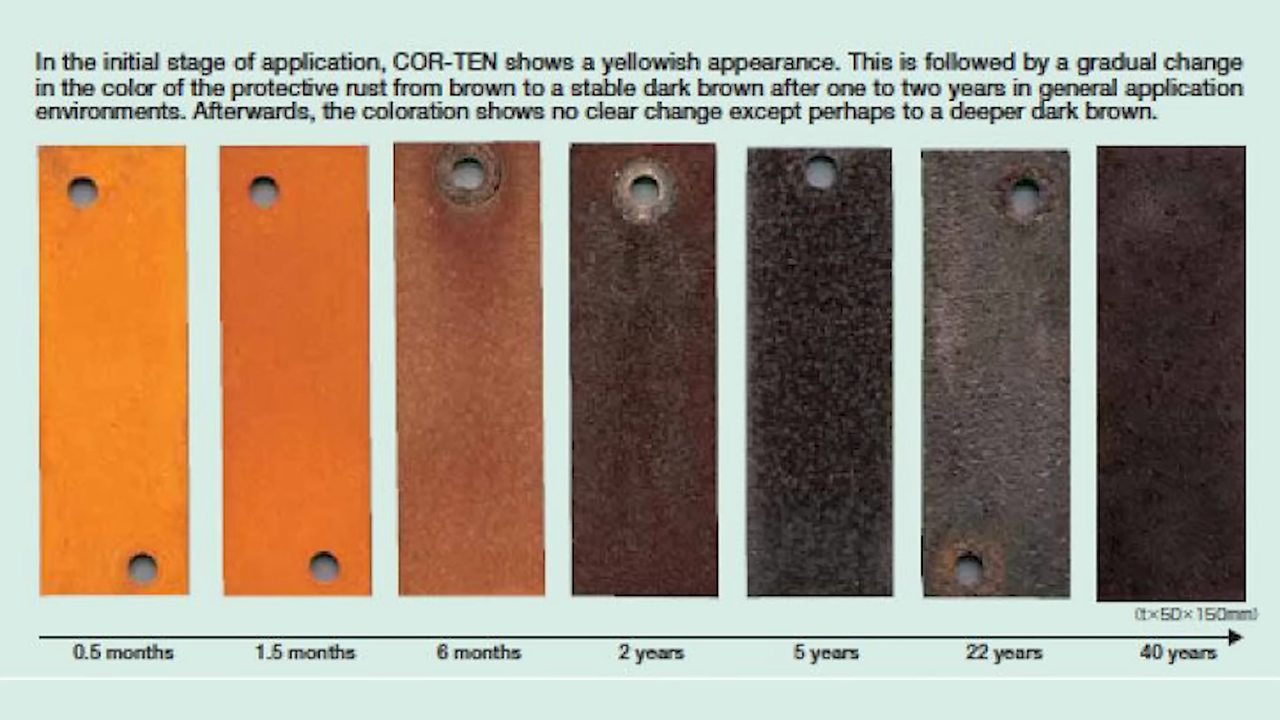 In the initial stage of application, COR-TEN shows a yellowish appearance. This is followed by a gradual change
in the color of the protective rust from brown to a stable dark brown after one to two years in general application
environments. Afterwards, the coloration shows no clear change except perhaps to a deeper dark brown.
(t×50×150mm)
0.5 months 1.5 months 6 months 2 years 5 years 22 years 40 years